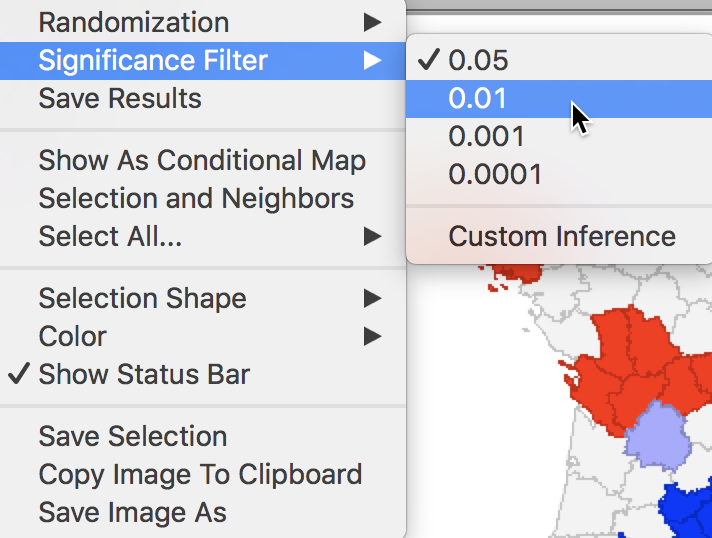 Randomization
Significance Filter
Save Results
Show As Conditional Map
Selection and Neighbors
Select All...
Selection Shape
Color
Show Status Bar
Save Selection
Copy Image To Clipboard
Save Image As
0.05
0.01
0.001
0.0001
Custom Inference